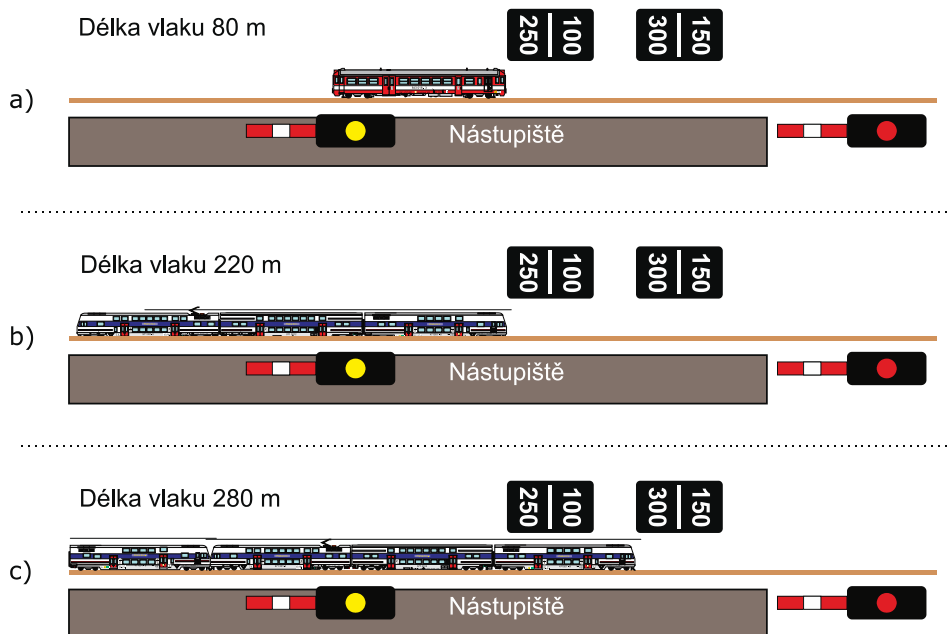 Délka vlaku 80 m
250 100
300 150
a)
Nástupiště
Délka vlaku 220 m
250 100
300 150
b)
Nástupiště
Délka vlaku 280 m
250 100
300 150
c)
Nástupiště